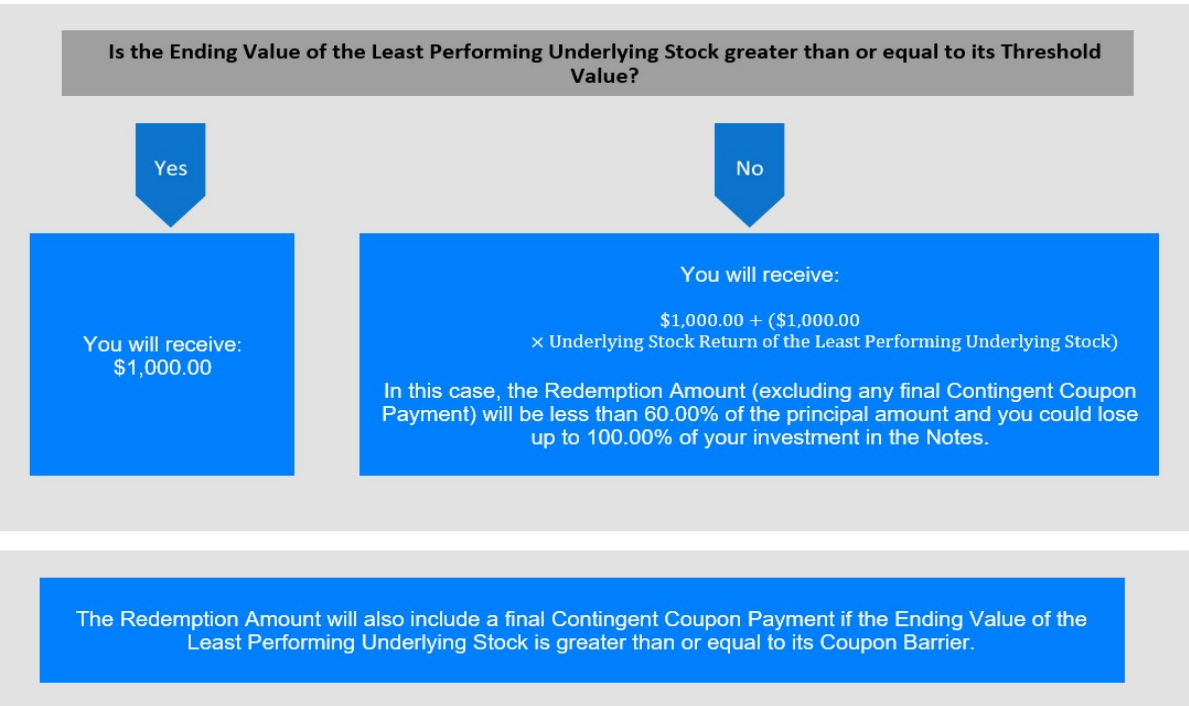 Is the Ending Value of the Least Performing Underlying Stock greater than or equal to its Threshold
Value?
Yes
No
You will receive:
$1,000.00
You will receive:
$1,000.00 + ($1,000.00
× Underlying Stock Return of the Least Performing Underlying Stock)
In this case, the Redemption Amount (excluding any final Contingent Coupon
Payment) will be less than 60.00% of the principal amount and you could lose
up to 100.00% of your investment in the Notes.
The Redemption Amount will also include a final Contingent Coupon Payment if the Ending Value of the
Least Performing Underlying Stock is greater than or equal to its Coupon Barrier.